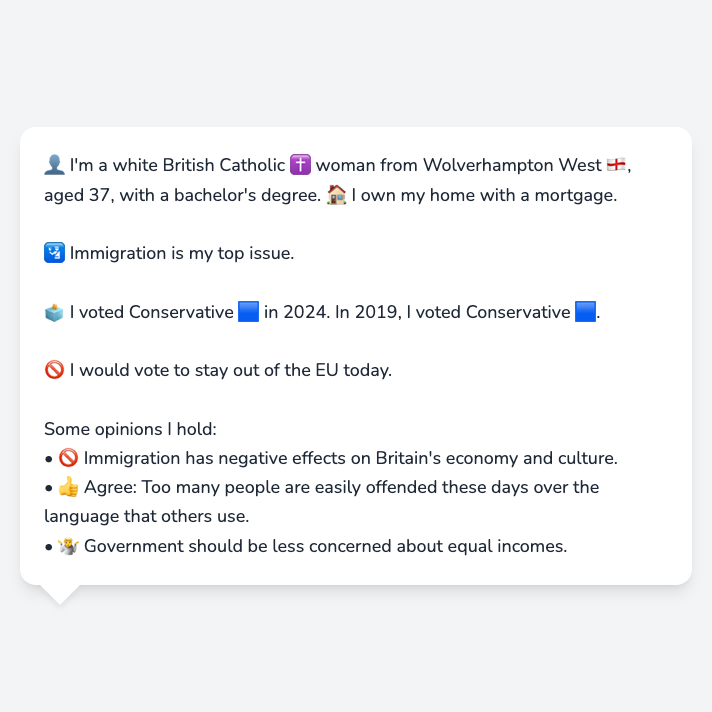 👤 I'm a white British Catholic ✝️ woman from Wolverhampton West 🏴󠁧󠁢󠁥󠁮󠁧󠁿,
aged 37, with a bachelor's degree. 🏠 I own my home with a mortgage.
🛂 Immigration is my top issue.
🗳️ I voted Conservative 🟦 in 2024. In 2019, I voted Conservative 🟦.
🚫 I would vote to stay out of the EU today.
Some opinions I hold:
• 🚫 Immigration has negative effects on Britain's economy and culture.
• 👍 Agree: Too many people are easily offended these days over the
language that others use.
• 🤷 Government should be less concerned about equal incomes.